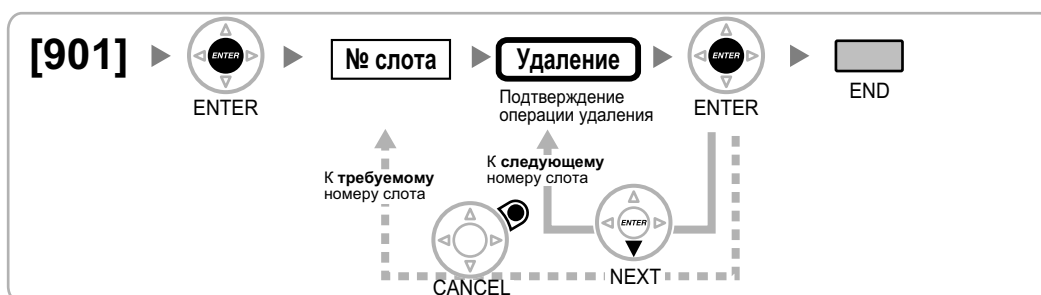 [901]
ENTER
ENTER
№ слота
Удаление
Подтверждение
операции удаления
ENTER
ENTER
END
К требуемому
номеру слота
К следующему
номеру слота
ENTER
CANCEL
NEXT